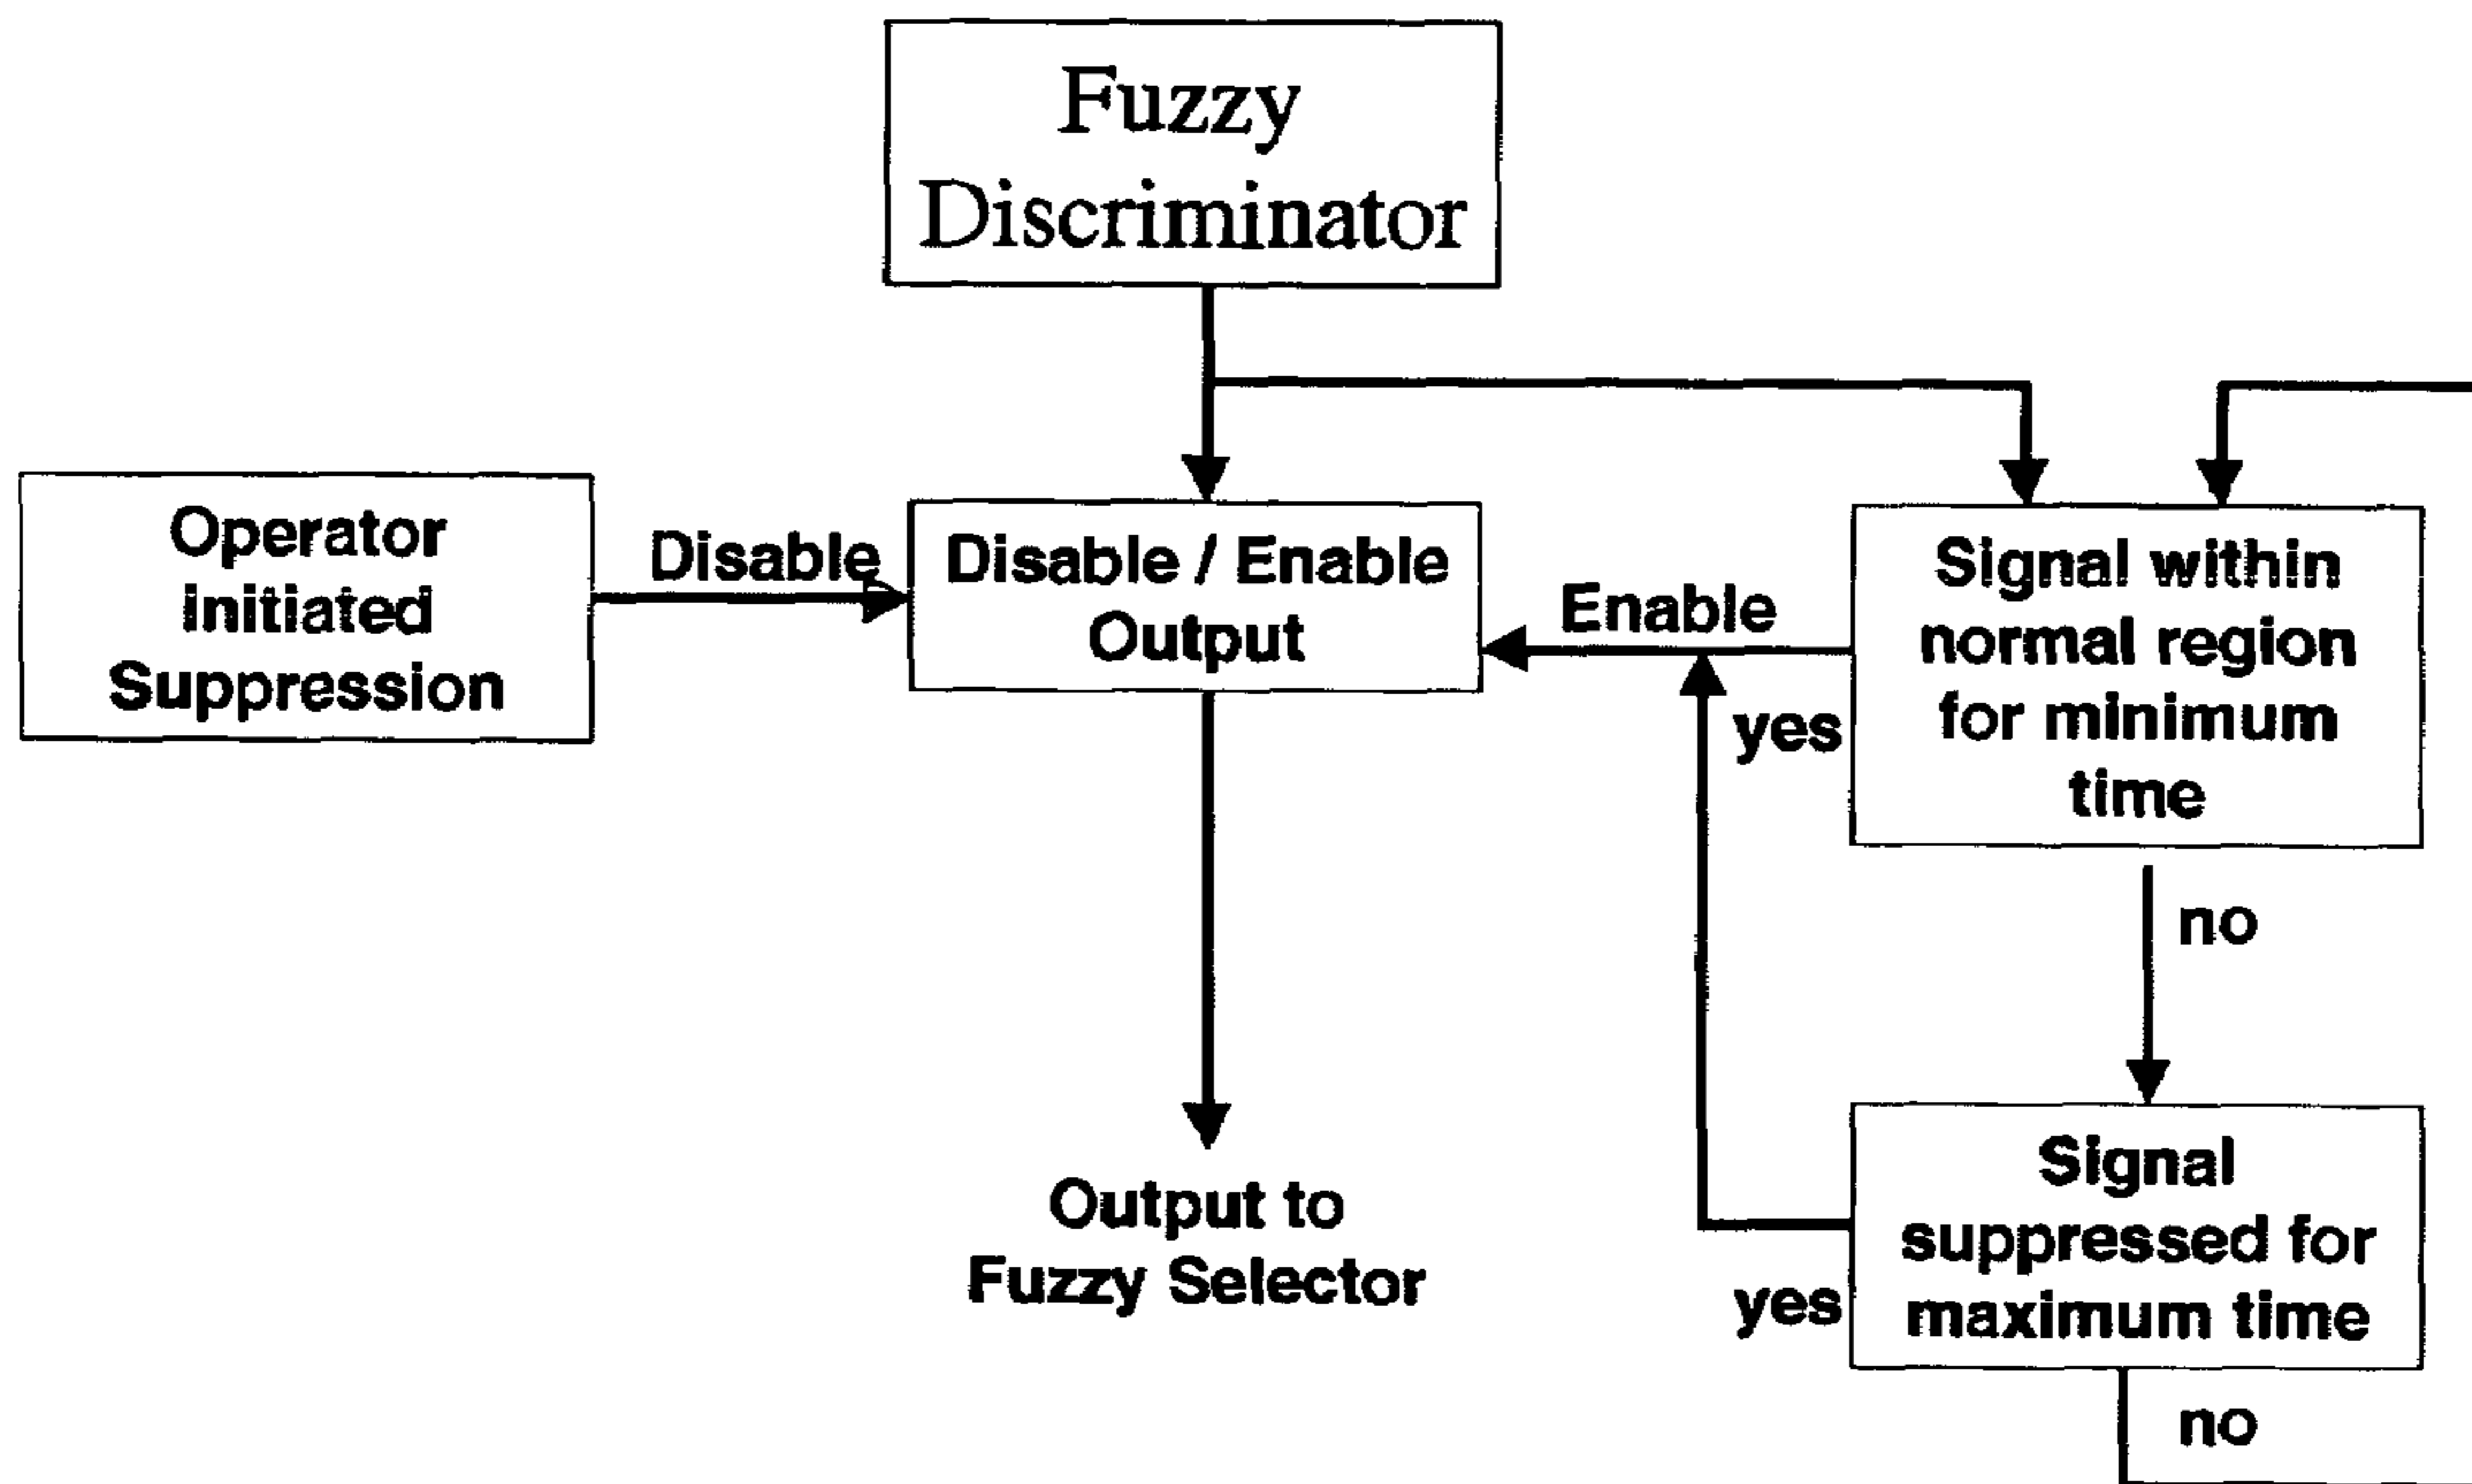 Fuzzy
Discriminator
Operator
Initiated
Suppression
Disable
Disable / Enable
Output
Enable
Signal within
normal region
for minimum
time
yes
no
Output to
Fuzzy Selector
Signal
suppressed for
maximum time
yes
no